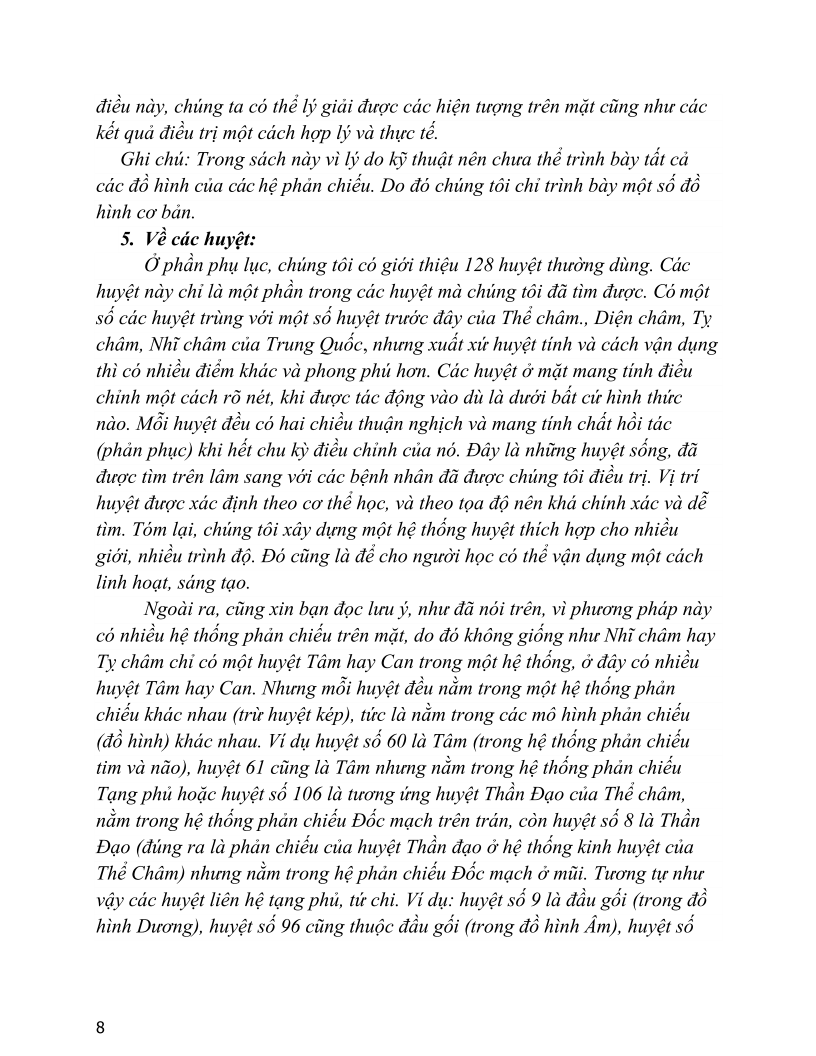 điều này, chúng ta có thể lý giải được các hiện tượng trên mặt cũng như các
kết quả điều trị một cách hợp lý và thực tế.
Ghi chú: Trong sách này vì lý do kỹ thuật nên chưa thể trình bày tất cả
các đồ hình của các hệ phản chiếu. Do đó chúng tôi chỉ trình bày một số đồ
hình cơ bản.
5. Về các huyệt:
Ở phần phụ lục, chúng tôi có giới thiệu 128 huyệt thường dùng. Các
huyệt này chỉ là một phần trong các huyệt mà chúng tôi đã tìm được. Có một
số các huyệt trùng với một số huyệt trước đây của Thể châm., Diện châm, Tỵ
châm, Nhĩ châm của Trung Quốc, nhưng xuất xứ huyệt tính và cách vận dụng
thì có nhiều điểm khác và phong phú hơn. Các huyệt ở mặt mang tính điều
chỉnh một cách rõ nét, khi được tác động vào dù là dưới bất cứ hình thức
nào. Mỗi huyệt đều có hai chiều thuận nghịch và mang tính chất hồi tác
(phản phục) khi hết chu kỳ điều chỉnh của nó. Đây là những huyệt sống, đã
được tìm trên lâm sang với các bệnh nhân đã được chúng tôi điều trị. Vị trí
huyệt được xác định theo cơ thể học, và theo tọa độ nên khá chính xác và dễ
tìm. Tóm lại, chúng tôi xây dựng một hệ thống huyệt thích hợp cho nhiều
giới, nhiều trình độ. Đó cũng là để cho người học có thể vận dụng một cách
linh hoạt, sáng tạo.
Ngoài ra, cũng xin bạn đọc lưu ý, như đã nói trên, vì phương pháp này
có nhiều hệ thống phản chiếu trên mặt, do đó không giống như Nhĩ châm hay
Tỵ châm chỉ có một huyệt Tâm hay Can trong một hệ thống, ở đây có nhiều
huyệt Tâm hay Can. Nhưng mỗi huyệt đều nằm trong một hệ thống phản
chiếu khác nhau (trừ huyệt kép), tức là nằm trong các mô hình phản chiếu
(đồ hình) khác nhau. Ví dụ huyệt số 60 là Tâm (trong hệ thống phản chiếu
tim và não), huyệt 61 cũng là Tâm nhưng nằm trong hệ thống phản chiếu
Tạng phủ hoặc huyệt số 106 là tương ứng huyệt Thần Đạo của Thể châm,
nằm trong hệ thống phản chiếu Đốc mạch trên trán, còn huyệt số 8 là Thần
Đạo (đúng ra là phản chiếu của huyệt Thần đạo ở hệ thống kinh huyệt của
Thể Châm) nhưng nằm trong hệ phản chiếu Đốc mạch ở mũi. Tương tự như
vậy các huyệt liên hệ tạng phủ, tứ chi. Ví dụ: huyệt số 9 là đầu gối (trong đồ
hình Dương), huyệt số 96 cũng thuộc đầu gối (trong đồ hình Âm), huyệt số
8